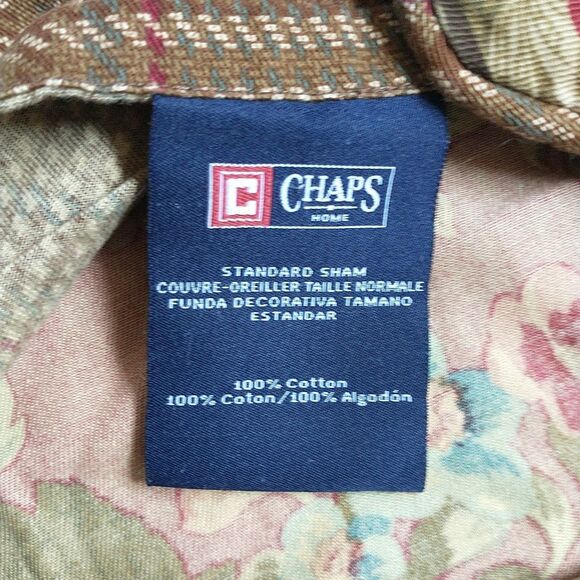 C CHAPS
HOME
STANDARD SHAM
COUVRE-OREILLER TAILLE NORMALE
FUNDA DECORATIVA TAMANO
ESTANDAR
100% Cotton
100% Coton/100% Algodón